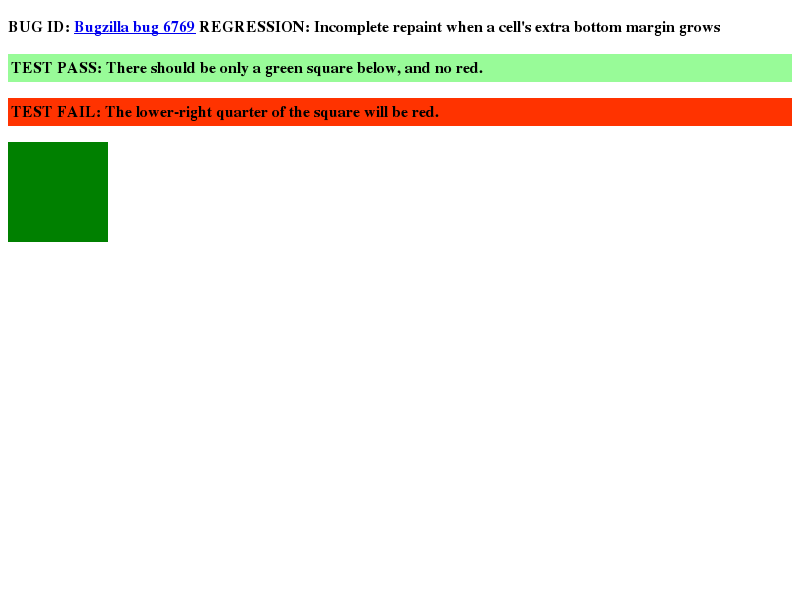 BUG ID: Bugzilla bug 6769 REGRESSION: Incomplete repaint when a cell's extra bottom margin grows
TEST PASS: There should be only a green square below, and no red.
TEST FAIL: The lower-right quarter of the square will be red.